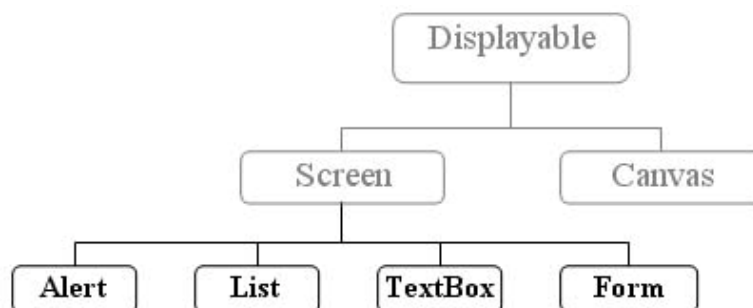 Displayable
Screen
Canvas
Alert
List
TextBox
Form